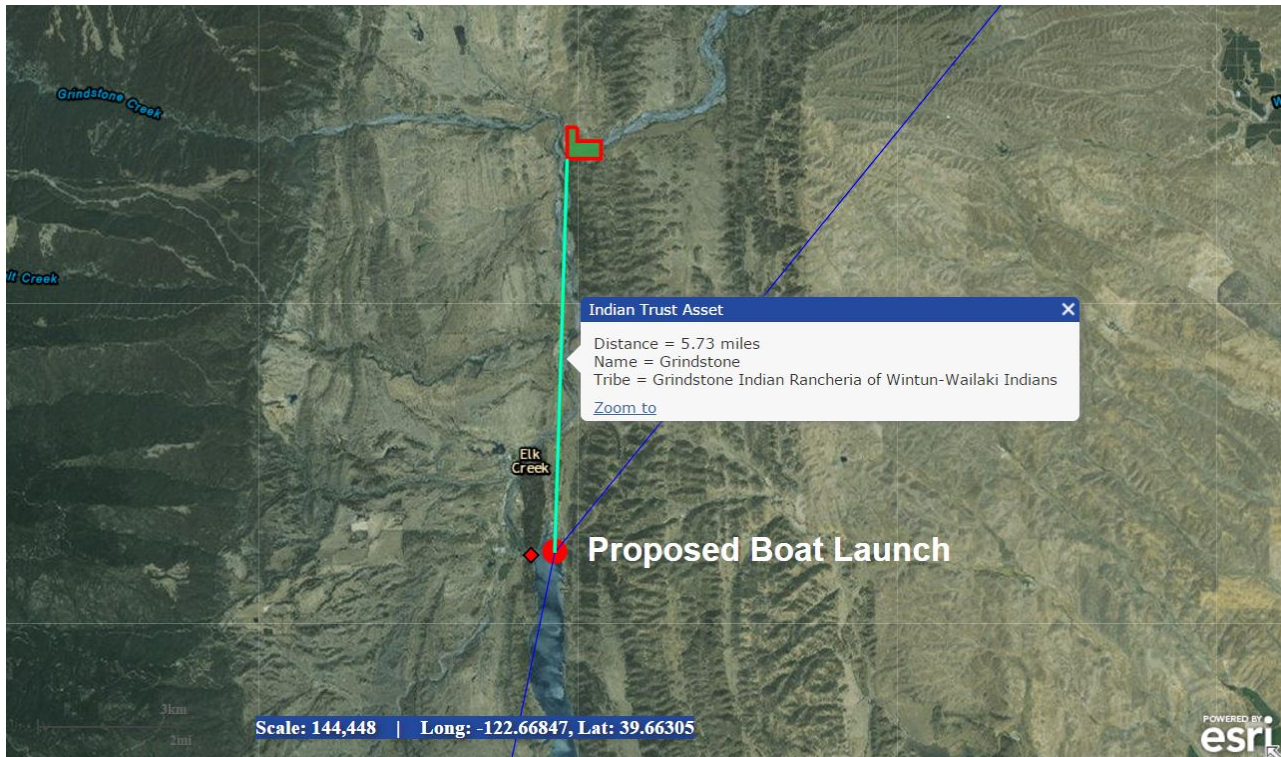 Grindstone Creek
lt Creek
Indian Trust Asset
Distance = 5.73 miles
Name = Grindstone
Tribe = Grindstone Indian Rancheria of Wintun-Wailaki Indians
Zoom to
Elk
Creek
Proposed Boat Launch
3km
2mi
Scale: 144,448 | Long: -122.66847, Lat: 39.66305
POWERED BY
esri